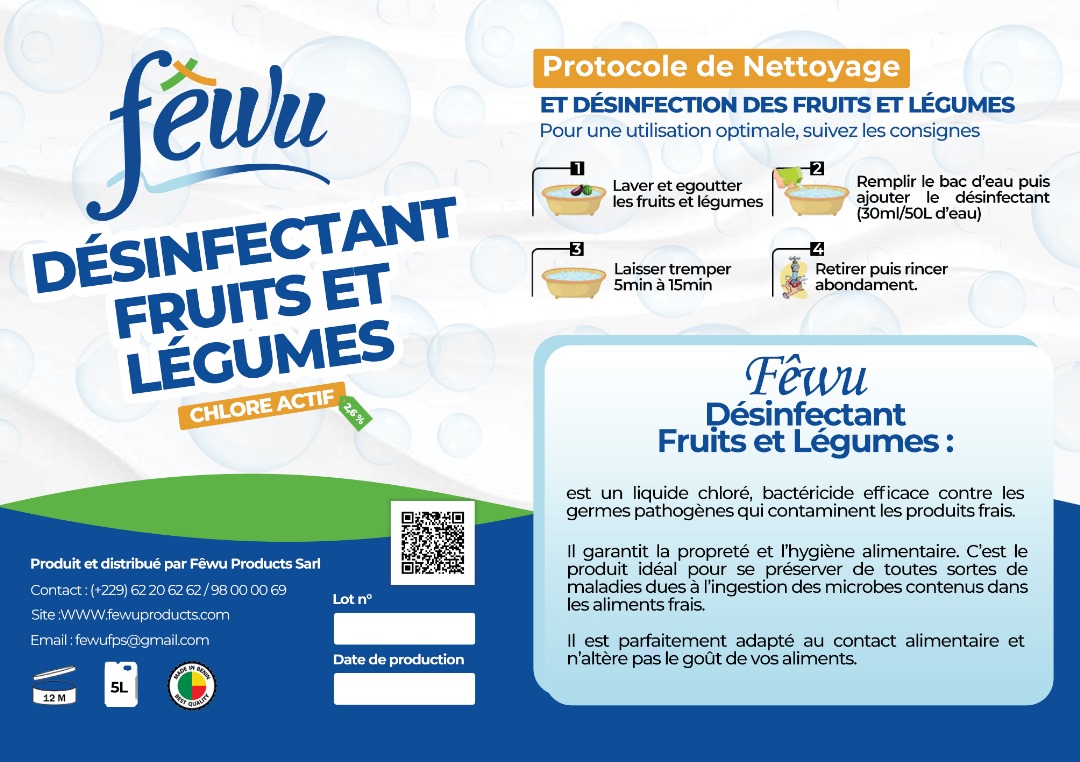 fêwu
DÉSINFECTANT
FRUITS ET
LÉGUMES
CHLORE ACTIF
2,6 %
Produit et distribué par Fêwu Products Sarl
Contact : (+229) 62 20 62 62 / 98 00 00 69
Site :WWW.fewuproducts.com
Email : fewufps@gmail.com
12 M
5L
MADE IN BENIN
BEST QUALITY
Lot n°
Date de production
Protocole de Nettoyage
ET DÉSINFECTION DES FRUITS ET LÉGUMES
Pour une utilisation optimale, suivez les consignes
1
Laver et egoutter
les fruits et légumes
2
Remplir le bac d'eau puis
ajouter le désinfectant
(30ml/50L d'eau)
3
Laisser tremper
5min à 15min
4
Retirer puis rincer
abondament.
Fêwu
Désinfectant
Fruits et Légumes :
est un liquide chloré, bactéricide efficace contre les
germes pathogènes qui contaminent les produits frais.
Il garantit la propreté et l'hygiène alimentaire. C'est le
produit idéal pour se préserver de toutes sortes de
maladies dues à l'ingestion des microbes contenus dans
les aliments frais.
Il est parfaitement adapté au contact alimentaire et
n'altère pas le goût de vos aliments.